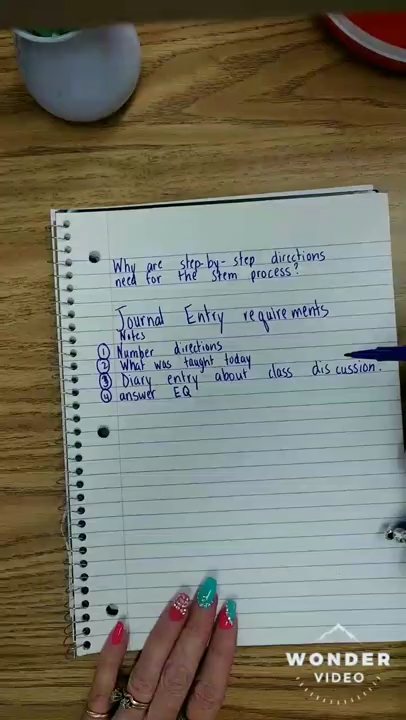 Why are step-by-step directions
need for the stem process?
Journal Entry requirements
Notes
① Number directions
② What was taught today
③ Diary entry about class discussion.
④ answer EQ
WONDER
VIDEO